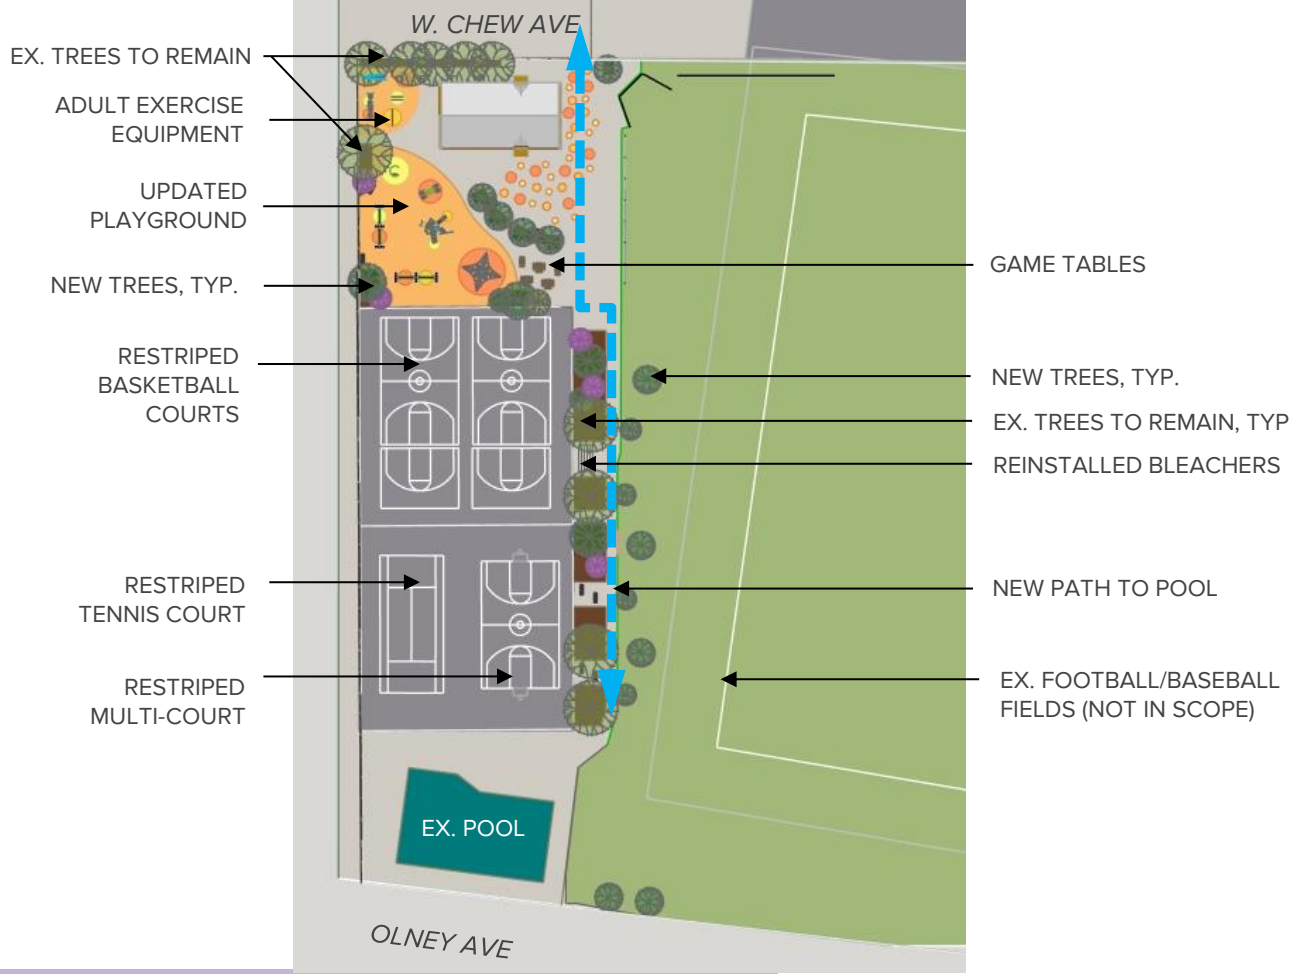 W. CHEW AVE
EX. TREES TO REMAIN
ADULT EXERCISE
EQUIPMENT
UPDATED
PLAYGROUND
NEW TREES, TYP.
RESTRIPED
BASKETBALL
COURTS
RESTRIPED
TENNIS COURT
RESTRIPED
MULTI-COURT
GAME TABLES
NEW TREES, TYP.
EX. TREES TO REMAIN, TYP
REINSTALLED BLEACHERS
NEW PATH TO POOL
EX. FOOTBALL/BASEBALL
FIELDS (NOT IN SCOPE)
EX. POOL
OLNEY AVE